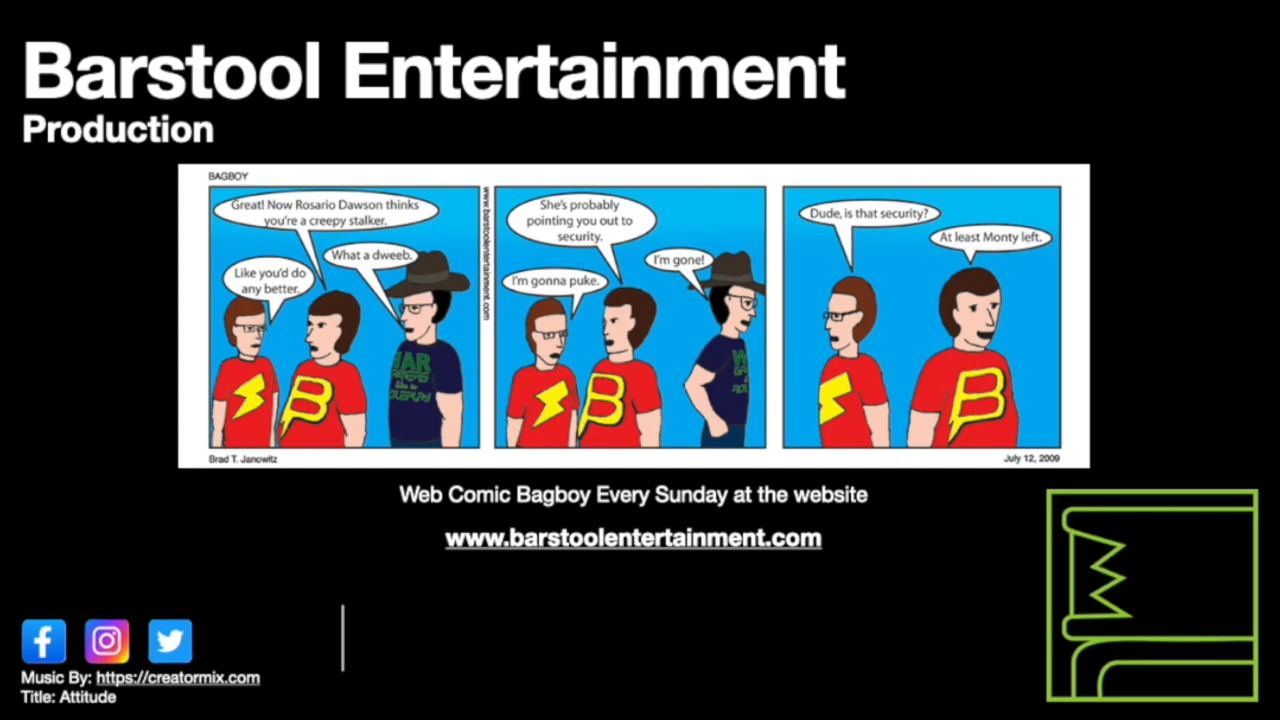 Barstool Entertainment
Production
BAGBOY
Great! Now Rosario Dawson thinks
you're a creepy stalker.
What a dweeb.
Like you'd do
any better.
www.barstoolentertainment.com
She's probably
pointing you out to
security.
I'm gone!
I'm gonna puke.
Dude, is that security?
At least Monty left.
B
B
B
Brad T. Janowitz
July 12, 2009
Web Comic Bagboy Every Sunday at the website
www.barstoolentertainment.com
Music By: https://creatormix.com
Title: Attitude